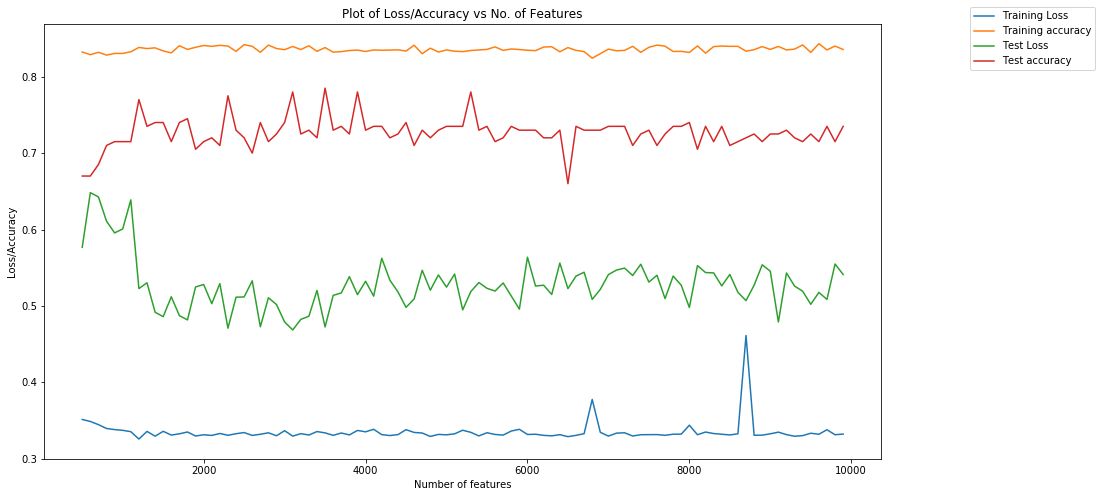 Plot of Loss/Accuracy vs No. of Features
Training Loss
Training accuracy
Test Loss
Test accuracy
Loss/Accuracy
0.8
0.7
0.6
0.5
0.4
0.3
2000
4000
6000
8000
10000
Number of features